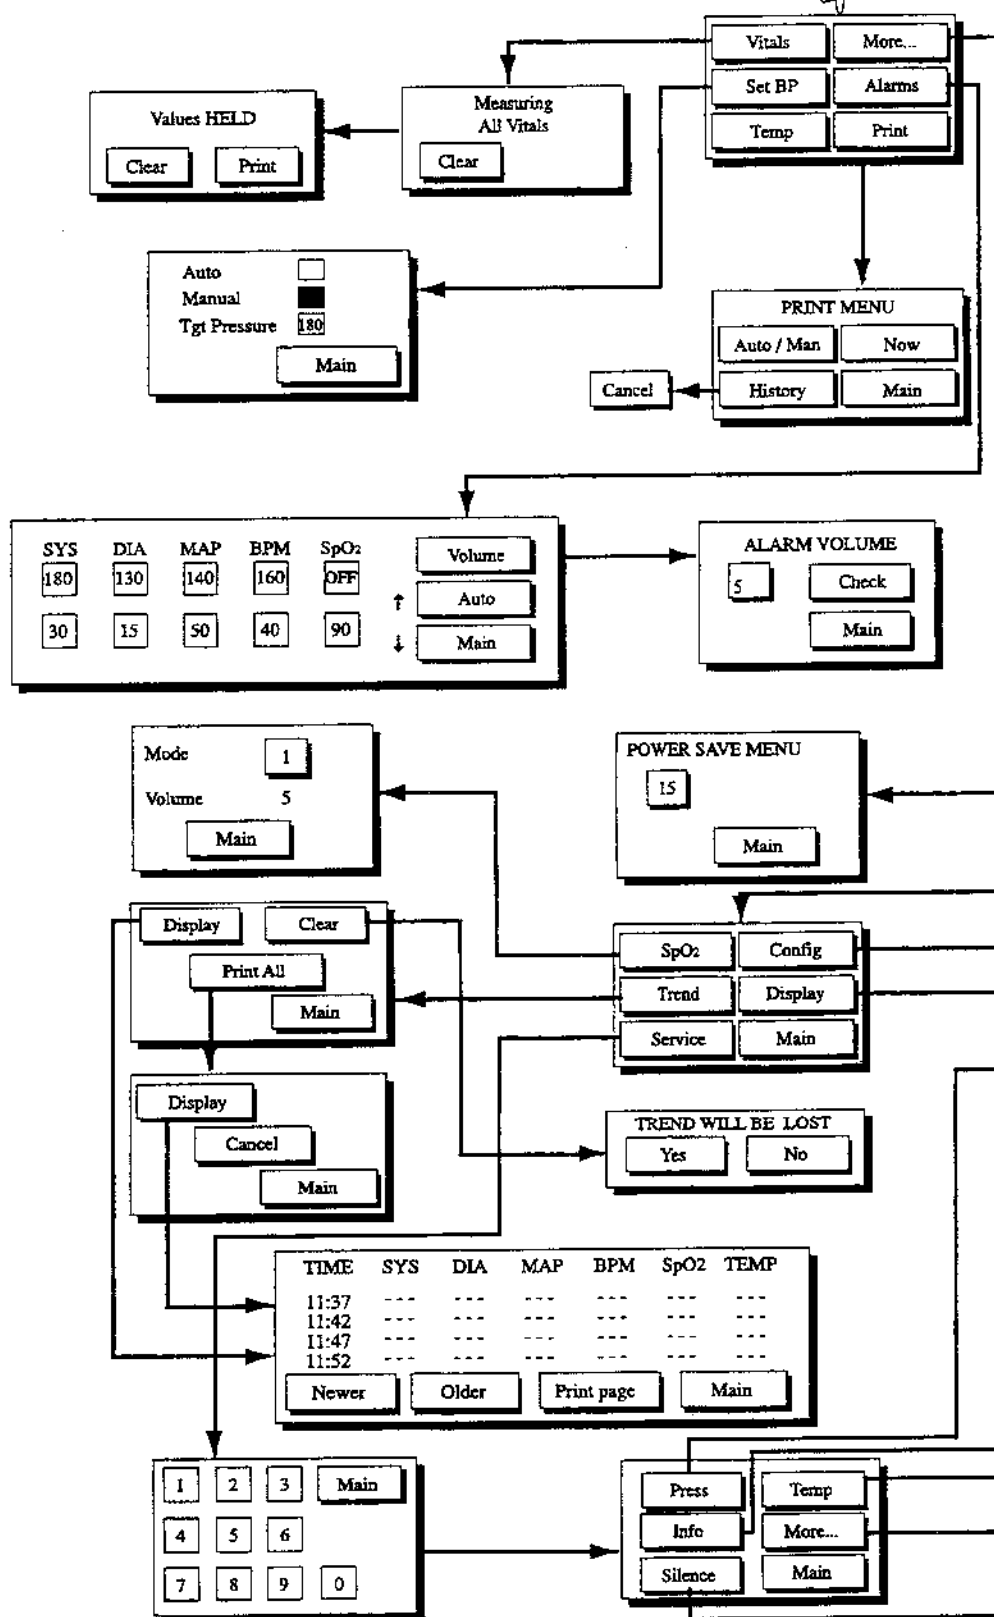 Vitals More...
Set BP Alarms
Temp Print
Measuring
All Vitals
Clear
Values HELD
Clear Print
Auto
Manual
Tgt Pressure 180
Main
PRINT MENU
Auto / Man Now
History Main
Cancel
SYS DIA MAP BPM SpO2
180 130 140 160 OFF
30 15 50 40 90
Volume
Auto
Main
ALARM VOLUME
5 Check
Main
Mode 1
Volume 5
Main
POWER SAVE MENU
15
Main
Display Clear
Print All
Main
SpO2 Config
Trend Display
Service Main
Display
Cancel
Main
TREND WILL BE LOST
Yes No
TIME SYS DIA MAP BPM SpO2 TEMP
11:37 --- --- --- --- --- ---
11:42 --- --- --- --- --- ---
11:47 --- --- --- --- --- ---
11:52 --- --- --- --- --- ---
Newer Older Print page Main
1 2 3 Main
4 5 6
7 8 9 0
Press Temp
Info More...
Silence Main